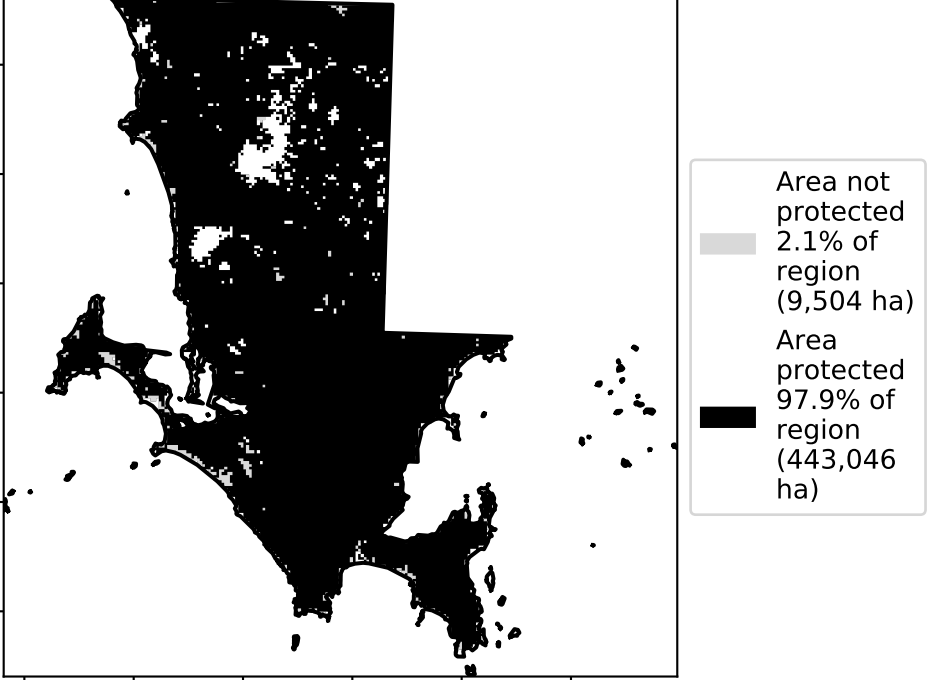 Area not
protected
2.1% of
region
(9,504 ha)
Area
protected
97.9% of
region
(443,046
ha)